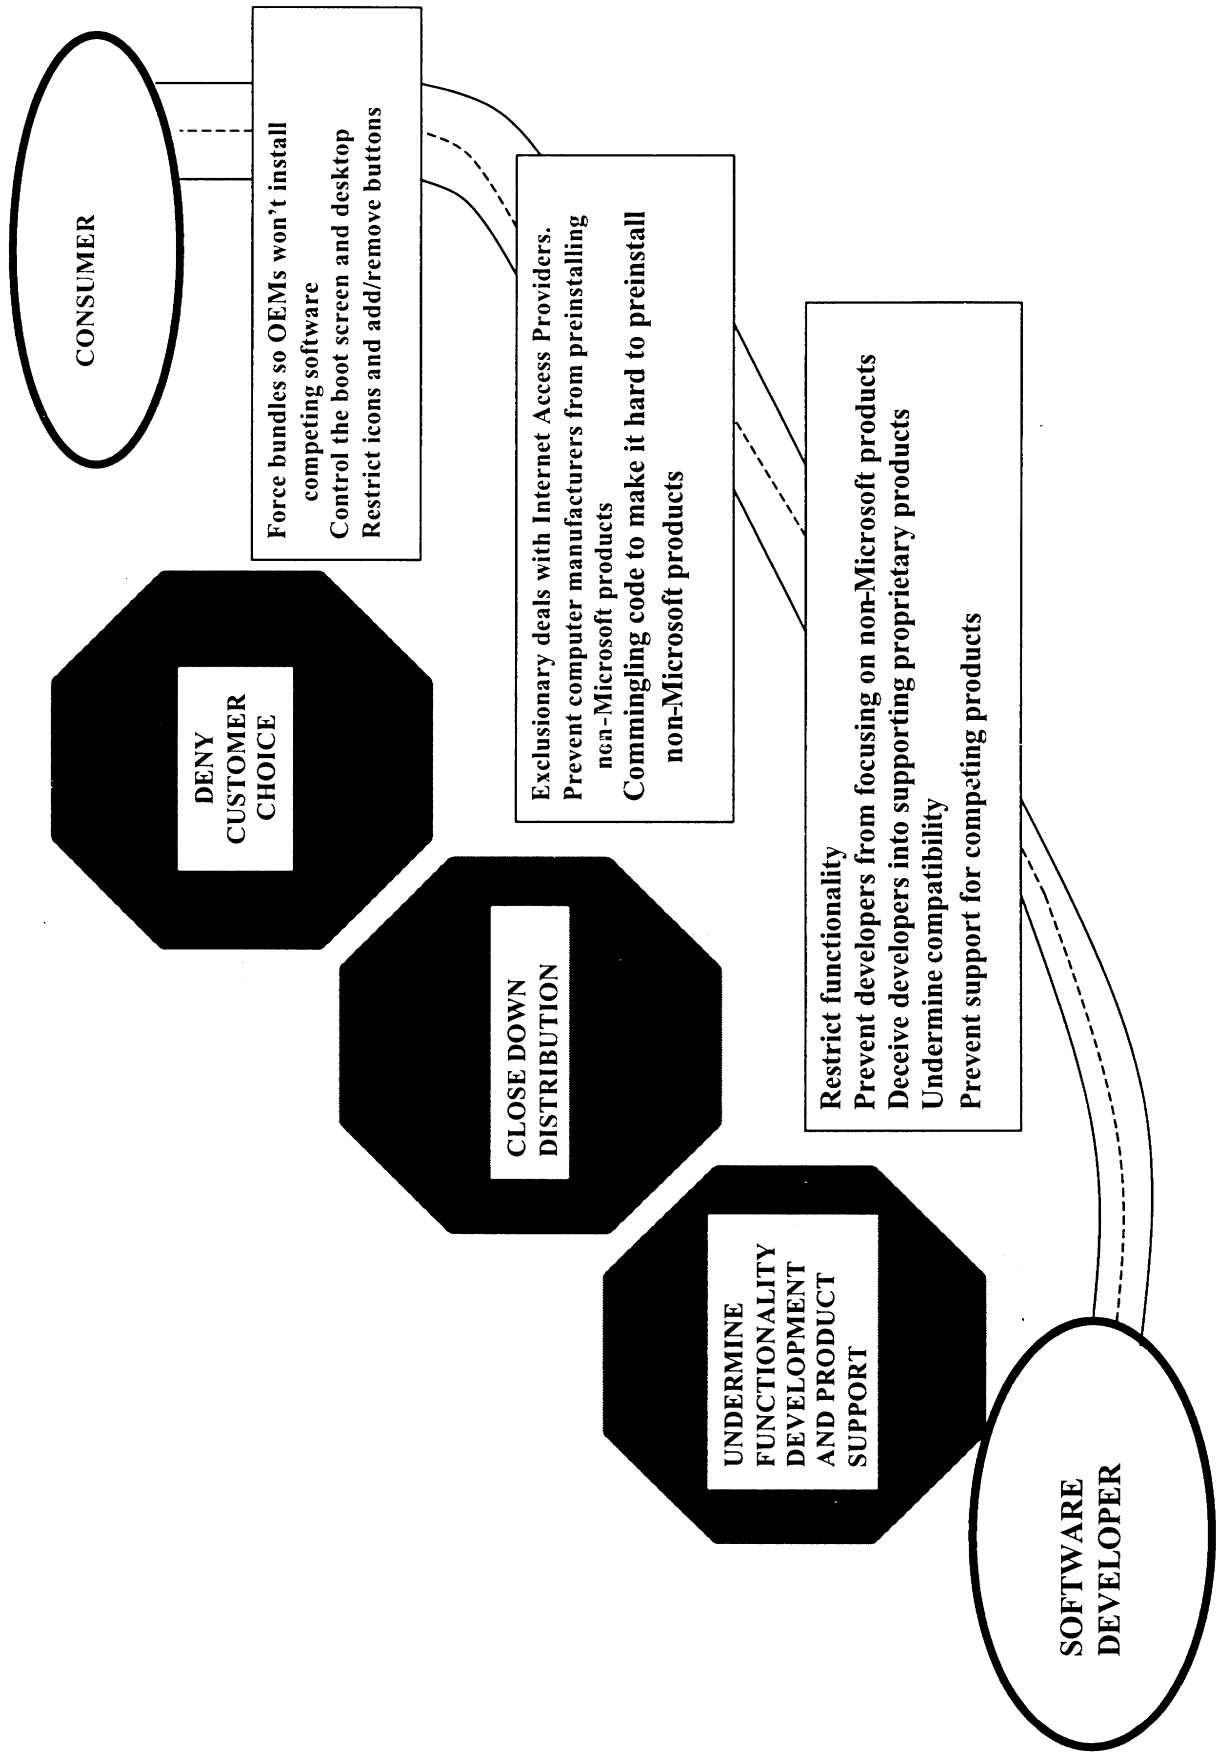 CONSUMER
DENY
CUSTOMER
CHOICE
Force bundles so OEMs won't install
competing software
Control the boot screen and desktop
Restrict icons and add/remove buttons
CLOSE DOWN
DISTRIBUTION
Exclusionary deals with Internet Access Providers.
Prevent computer manufacturers from preinstalling
non-Microsoft products
Commingling code to make it hard to preinstall
non-Microsoft products
UNDERMINE
FUNCTIONALITY
DEVELOPMENT
AND PRODUCT
SUPPORT
Restrict functionality
Prevent developers from focusing on non-Microsoft products
Deceive developers into supporting proprietary products
Undermine compatibility
Prevent support for competing products
SOFTWARE
DEVELOPER